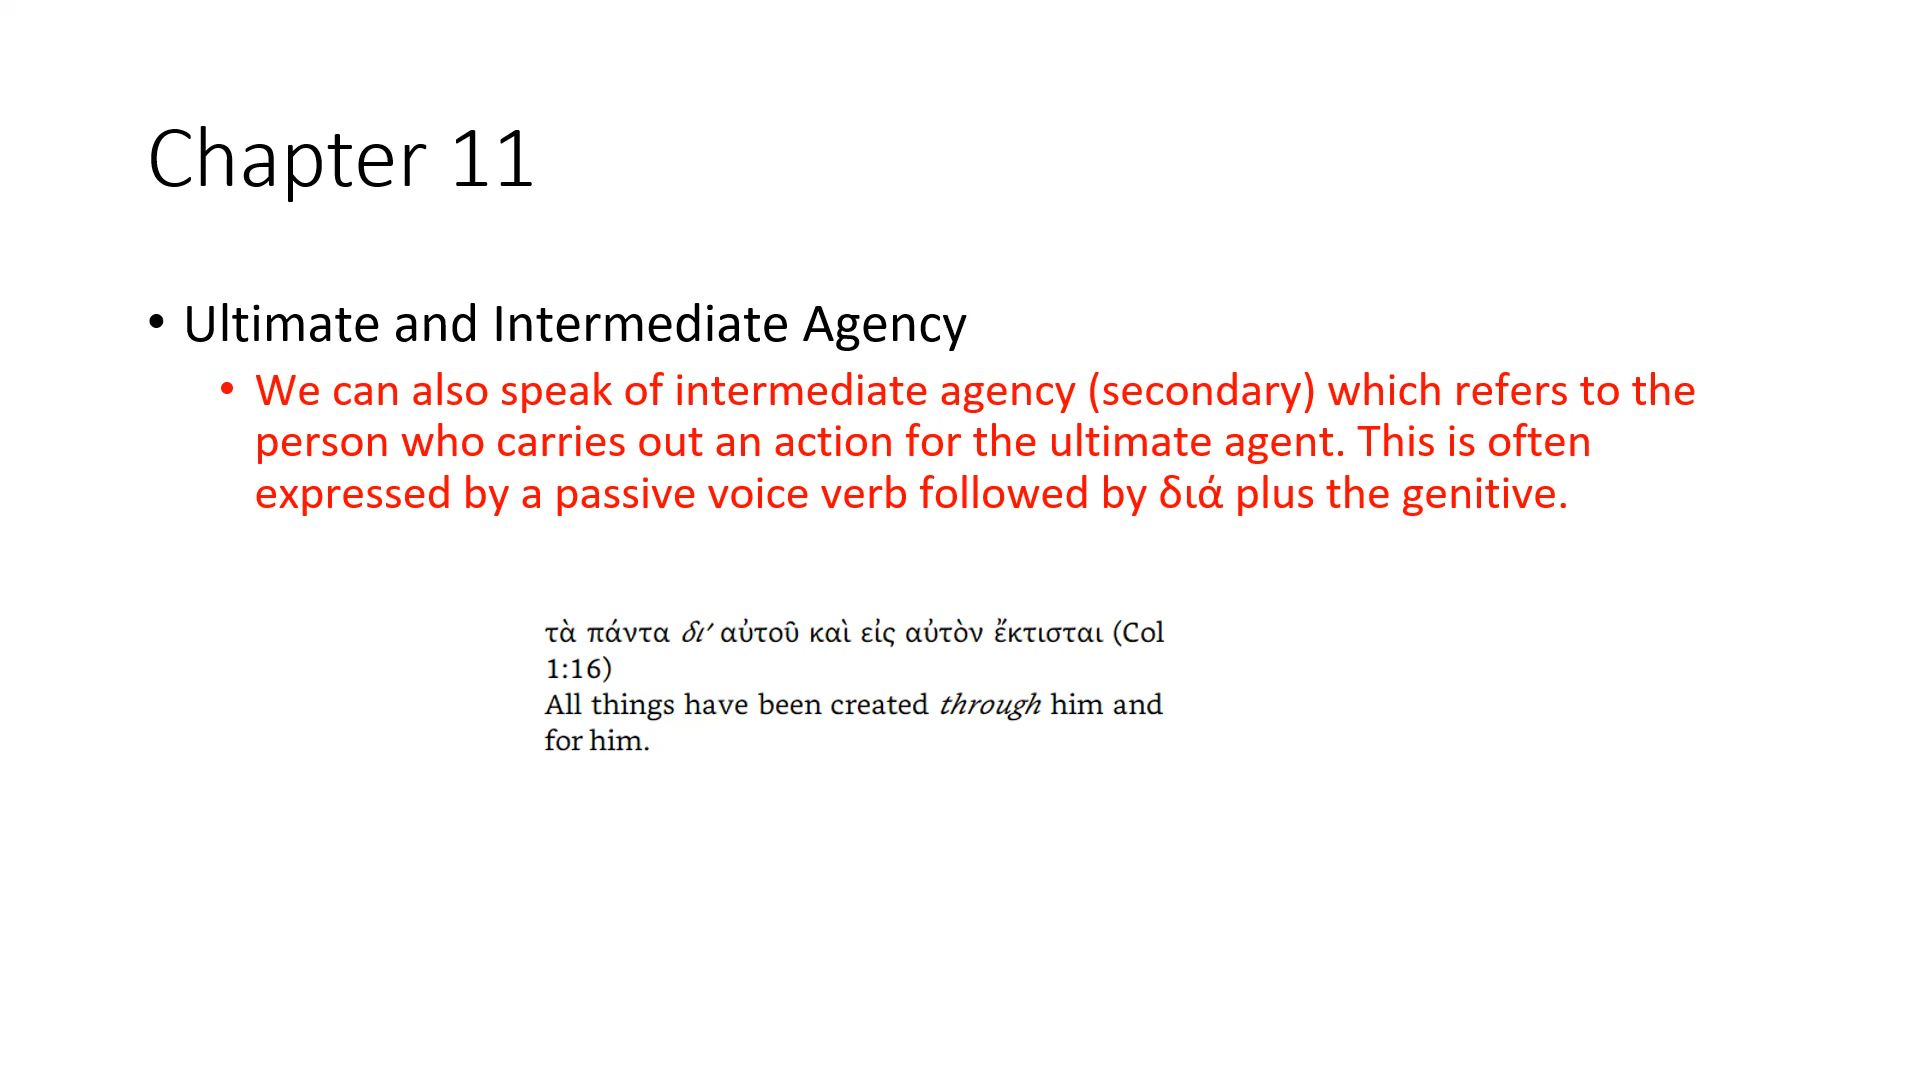 Chapter 11
• Ultimate and Intermediate Agency
• We can also speak of intermediate agency (secondary) which refers to the
person who carries out an action for the ultimate agent. This is often
expressed by a passive voice verb followed by διά plus the genitive.
τὰ πάντα δι’ αὐτοῦ καὶ εἰς αὐτὸν ἔκτισται (Col
1:16)
All things have been created through him and
for him.